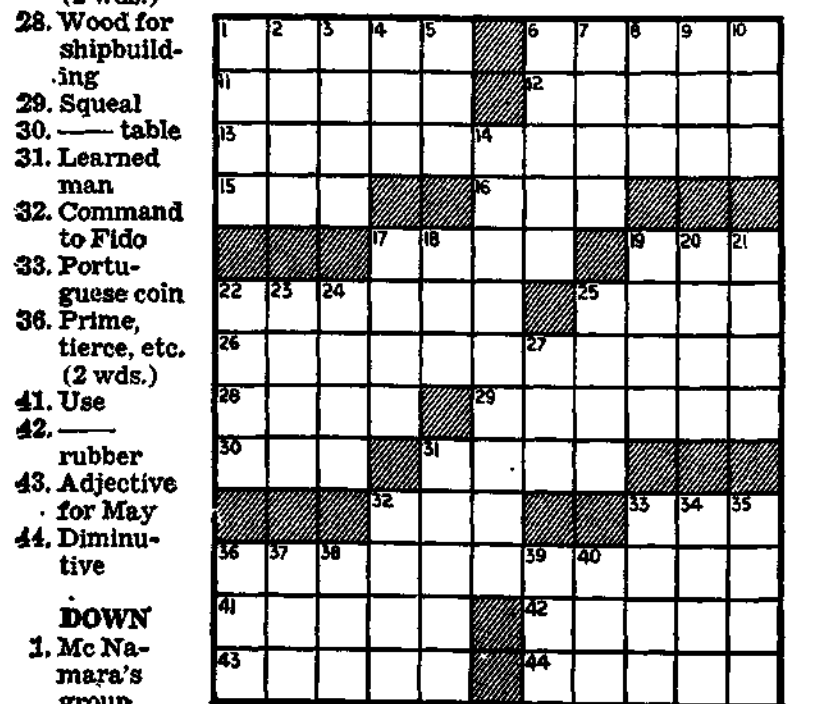 (2 wds.)
28. Wood for
shipbuild-
ing
29. Squeal
30. —— table
31. Learned
man
32. Command
to Fido
33. Portu-
guese coin
36. Prime,
tierce, etc.
(2 wds.)
41. Use
42. ——
rubber
43. Adjective
for May
44. Diminu-
tive
DOWN
1. Mc Na-
mara's
group
1 2 3 4 5 6 7 8 9 10
11 12
13 14
15 16
17 18 19 20 21
22 23 24 25
26 27
28 29
30 31
32 33 34 35
36 37 38 39 40
41 42
43 44